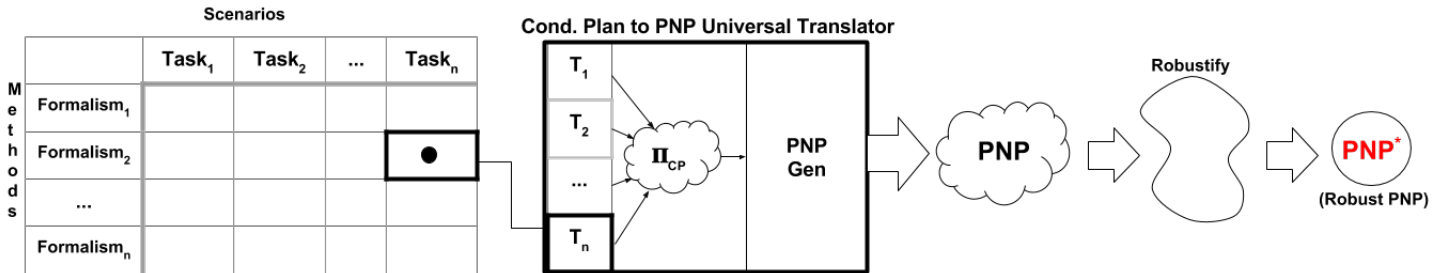 Scenarios
Methods
Task1 Task2 ... Taskn
Formalism1
Formalism2
...
Formalismn
Cond. Plan to PNP Universal Translator
T1
T2
...
Tn
ΠCP
PNP
Gen
PNP
Robustify
PNP*
(Robust PNP)